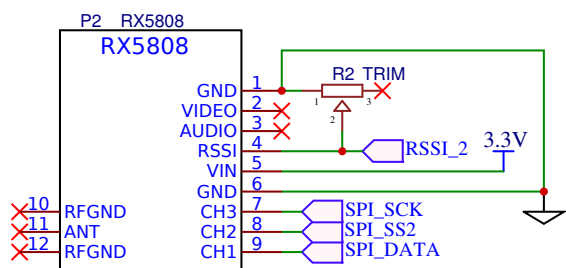 P2 RX5808
RX5808
GND 1
R2 TRIM
1 2 3
VIDEO 2
AUDIO 3
RSSI 4
RSSI_2
3.3V
VIN 5
GND 6
10 RFGND
CH3 7
SPI_SCK
11 ANT
CH2 8
SPI_SS2
12 RFGND
CH1 9
SPI_DATA